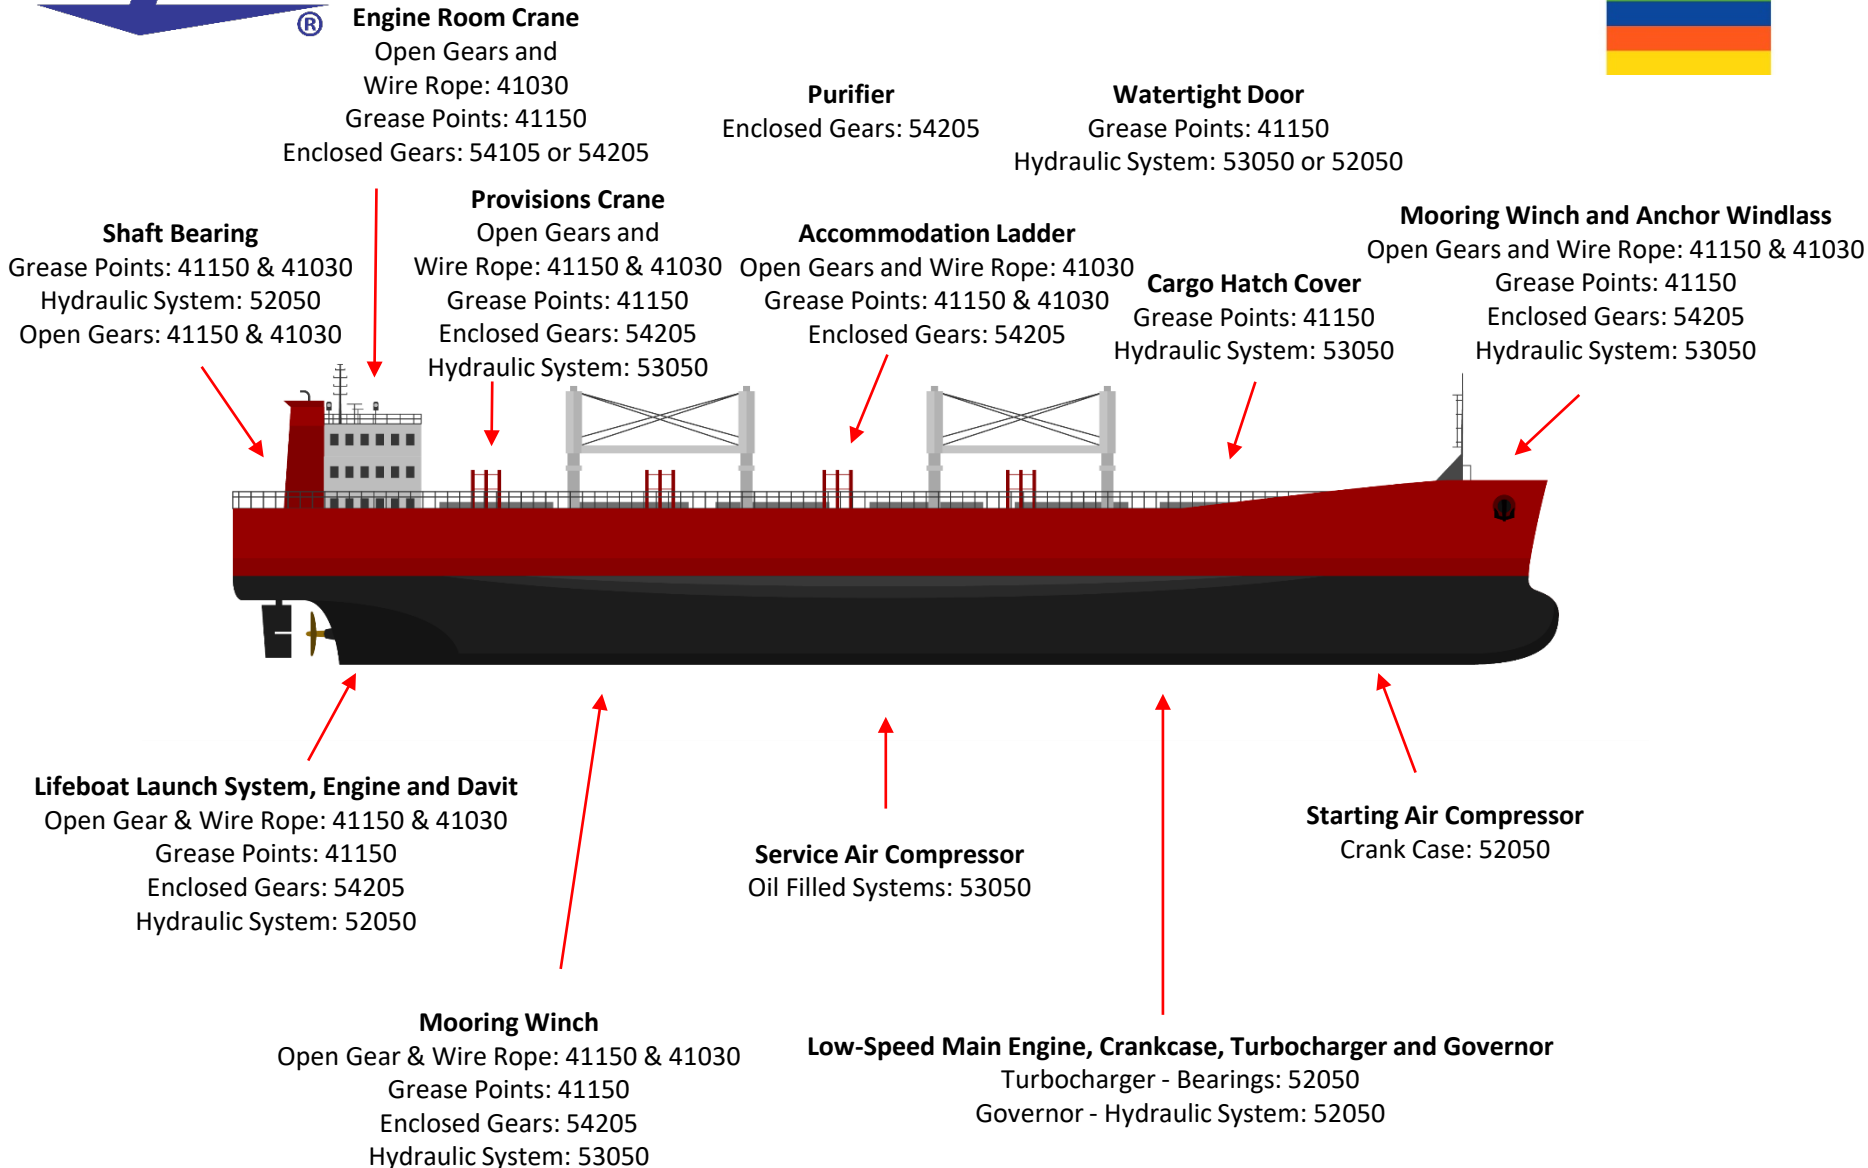 ®
Engine Room Crane
Open Gears and
Wire Rope: 41030
Grease Points: 41150
Enclosed Gears: 54105 or 54205
Purifier
Enclosed Gears: 54205
Watertight Door
Grease Points: 41150
Hydraulic System: 53050 or 52050
Shaft Bearing
Grease Points: 41150 & 41030
Hydraulic System: 52050
Open Gears: 41150 & 41030
Provisions Crane
Open Gears and
Wire Rope: 41150 & 41030
Grease Points: 41150
Enclosed Gears: 54205
Hydraulic System: 53050
Accommodation Ladder
Open Gears and Wire Rope: 41030
Grease Points: 41150 & 41030
Enclosed Gears: 54205
Cargo Hatch Cover
Grease Points: 41150
Hydraulic System: 53050
Mooring Winch and Anchor Windlass
Open Gears and Wire Rope: 41150 & 41030
Grease Points: 41150
Enclosed Gears: 54205
Hydraulic System: 53050
Lifeboat Launch System, Engine and Davit
Open Gear & Wire Rope: 41150 & 41030
Grease Points: 41150
Enclosed Gears: 54205
Hydraulic System: 52050
Mooring Winch
Open Gear & Wire Rope: 41150 & 41030
Grease Points: 41150
Enclosed Gears: 54205
Hydraulic System: 53050
Service Air Compressor
Oil Filled Systems: 53050
Low-Speed Main Engine, Crankcase, Turbocharger and Governor
Turbocharger - Bearings: 52050
Governor - Hydraulic System: 52050
Starting Air Compressor
Crank Case: 52050